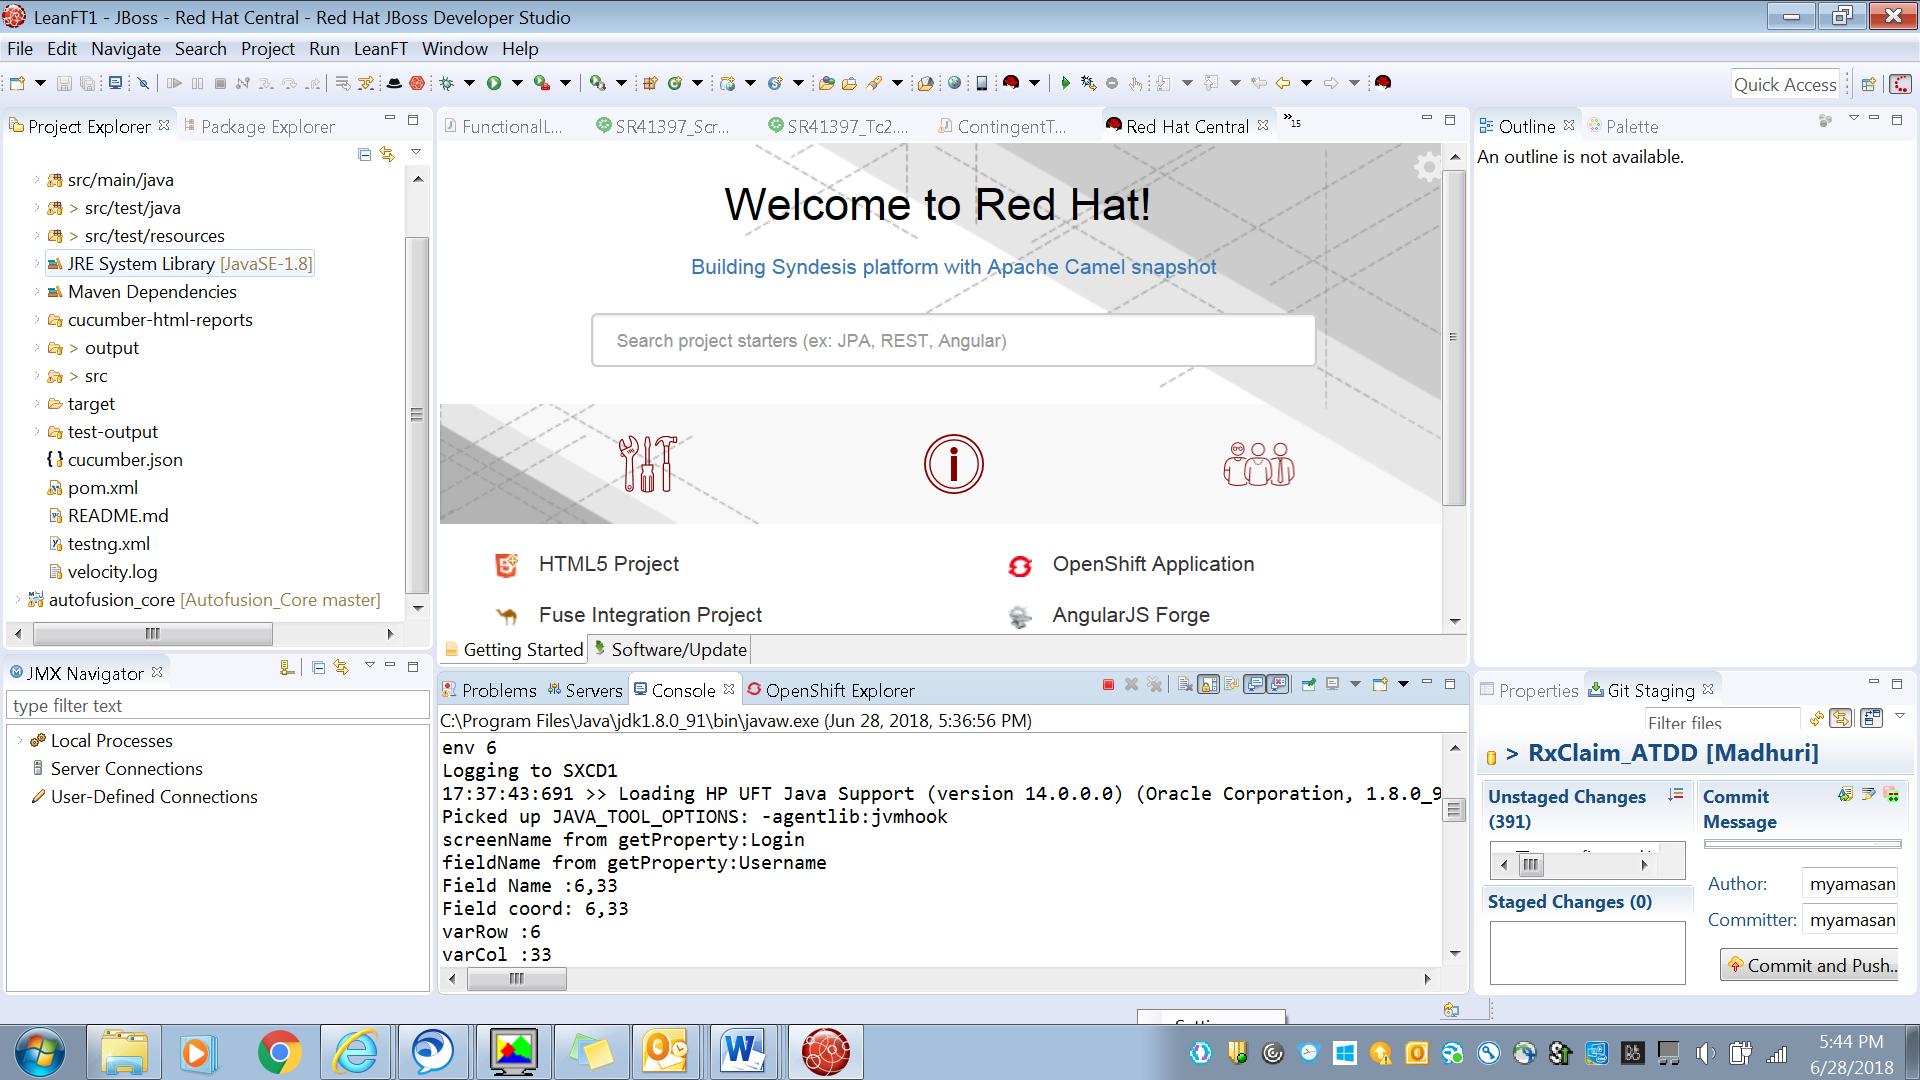 LeanFT1 - JBoss - Red Hat Central - Red Hat JBoss Developer Studio
File Edit Navigate Search Project Run LeanFT Window Help
Quick Access
Project Explorer
Package Explorer
src/main/java
> src/test/java
> src/test/resources
JRE System Library [JavaSE-1.8]
Maven Dependencies
cucumber-html-reports
> output
> src
target
test-output
cucumber.json
pom.xml
README.md
testng.xml
velocity.log
autofusion_core [Autofusion_Core master]
FunctionalL...
SR41397_Scr...
SR41397_Tc2....
ContingentT...
Red Hat Central
»15
Welcome to Red Hat!
Building Syndesis platform with Apache Camel snapshot
Search project starters (ex: JPA, REST, Angular)
HTML5 Project
OpenShift Application
Fuse Integration Project
AngularJS Forge
Getting Started
Software/Update
Outline
Palette
An outline is not available.
JMX Navigator
type filter text
Local Processes
Server Connections
User-Defined Connections
Problems
Servers
Console
OpenShift Explorer
C:\Program Files\Java\jdk1.8.0_91\bin\javaw.exe (Jun 28, 2018, 5:36:56 PM)
env 6
Logging to SXCD1
17:37:43:691 >> Loading HP UFT Java Support (version 14.0.0.0) (Oracle Corporation, 1.8.0_9
Picked up JAVA_TOOL_OPTIONS: -agentlib:jvmhook
screenName from getProperty:Login
fieldName from getProperty:Username
Field Name :6,33
Field coord: 6,33
varRow :6
varCol :33
Properties
Git Staging
Filter files
> RxClaim_ATDD [Madhuri]
Unstaged Changes
(391)
Staged Changes (0)
Commit
Message
Author: myamasan
Committer: myamasan
Commit and Push..
5:44 PM
6/28/2018